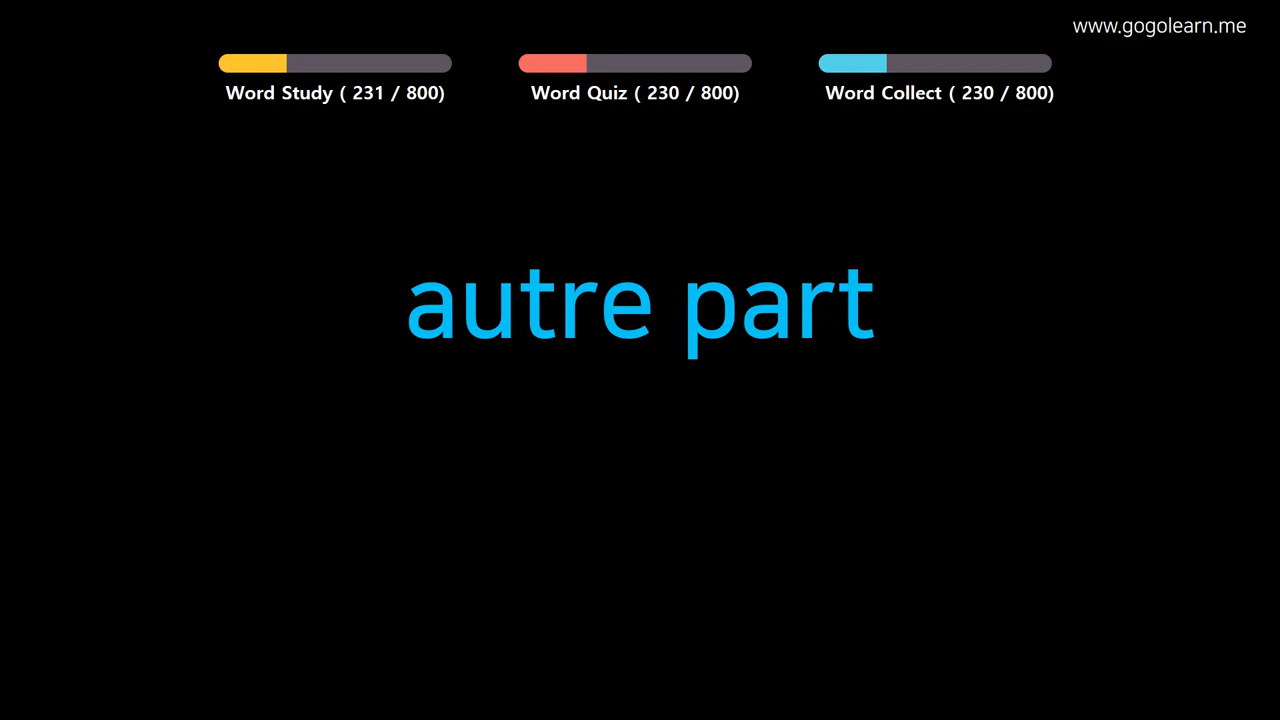 www.gogolearn.me
Word Study ( 231 / 800)
Word Quiz ( 230 / 800)
Word Collect ( 230 / 800)
autre part